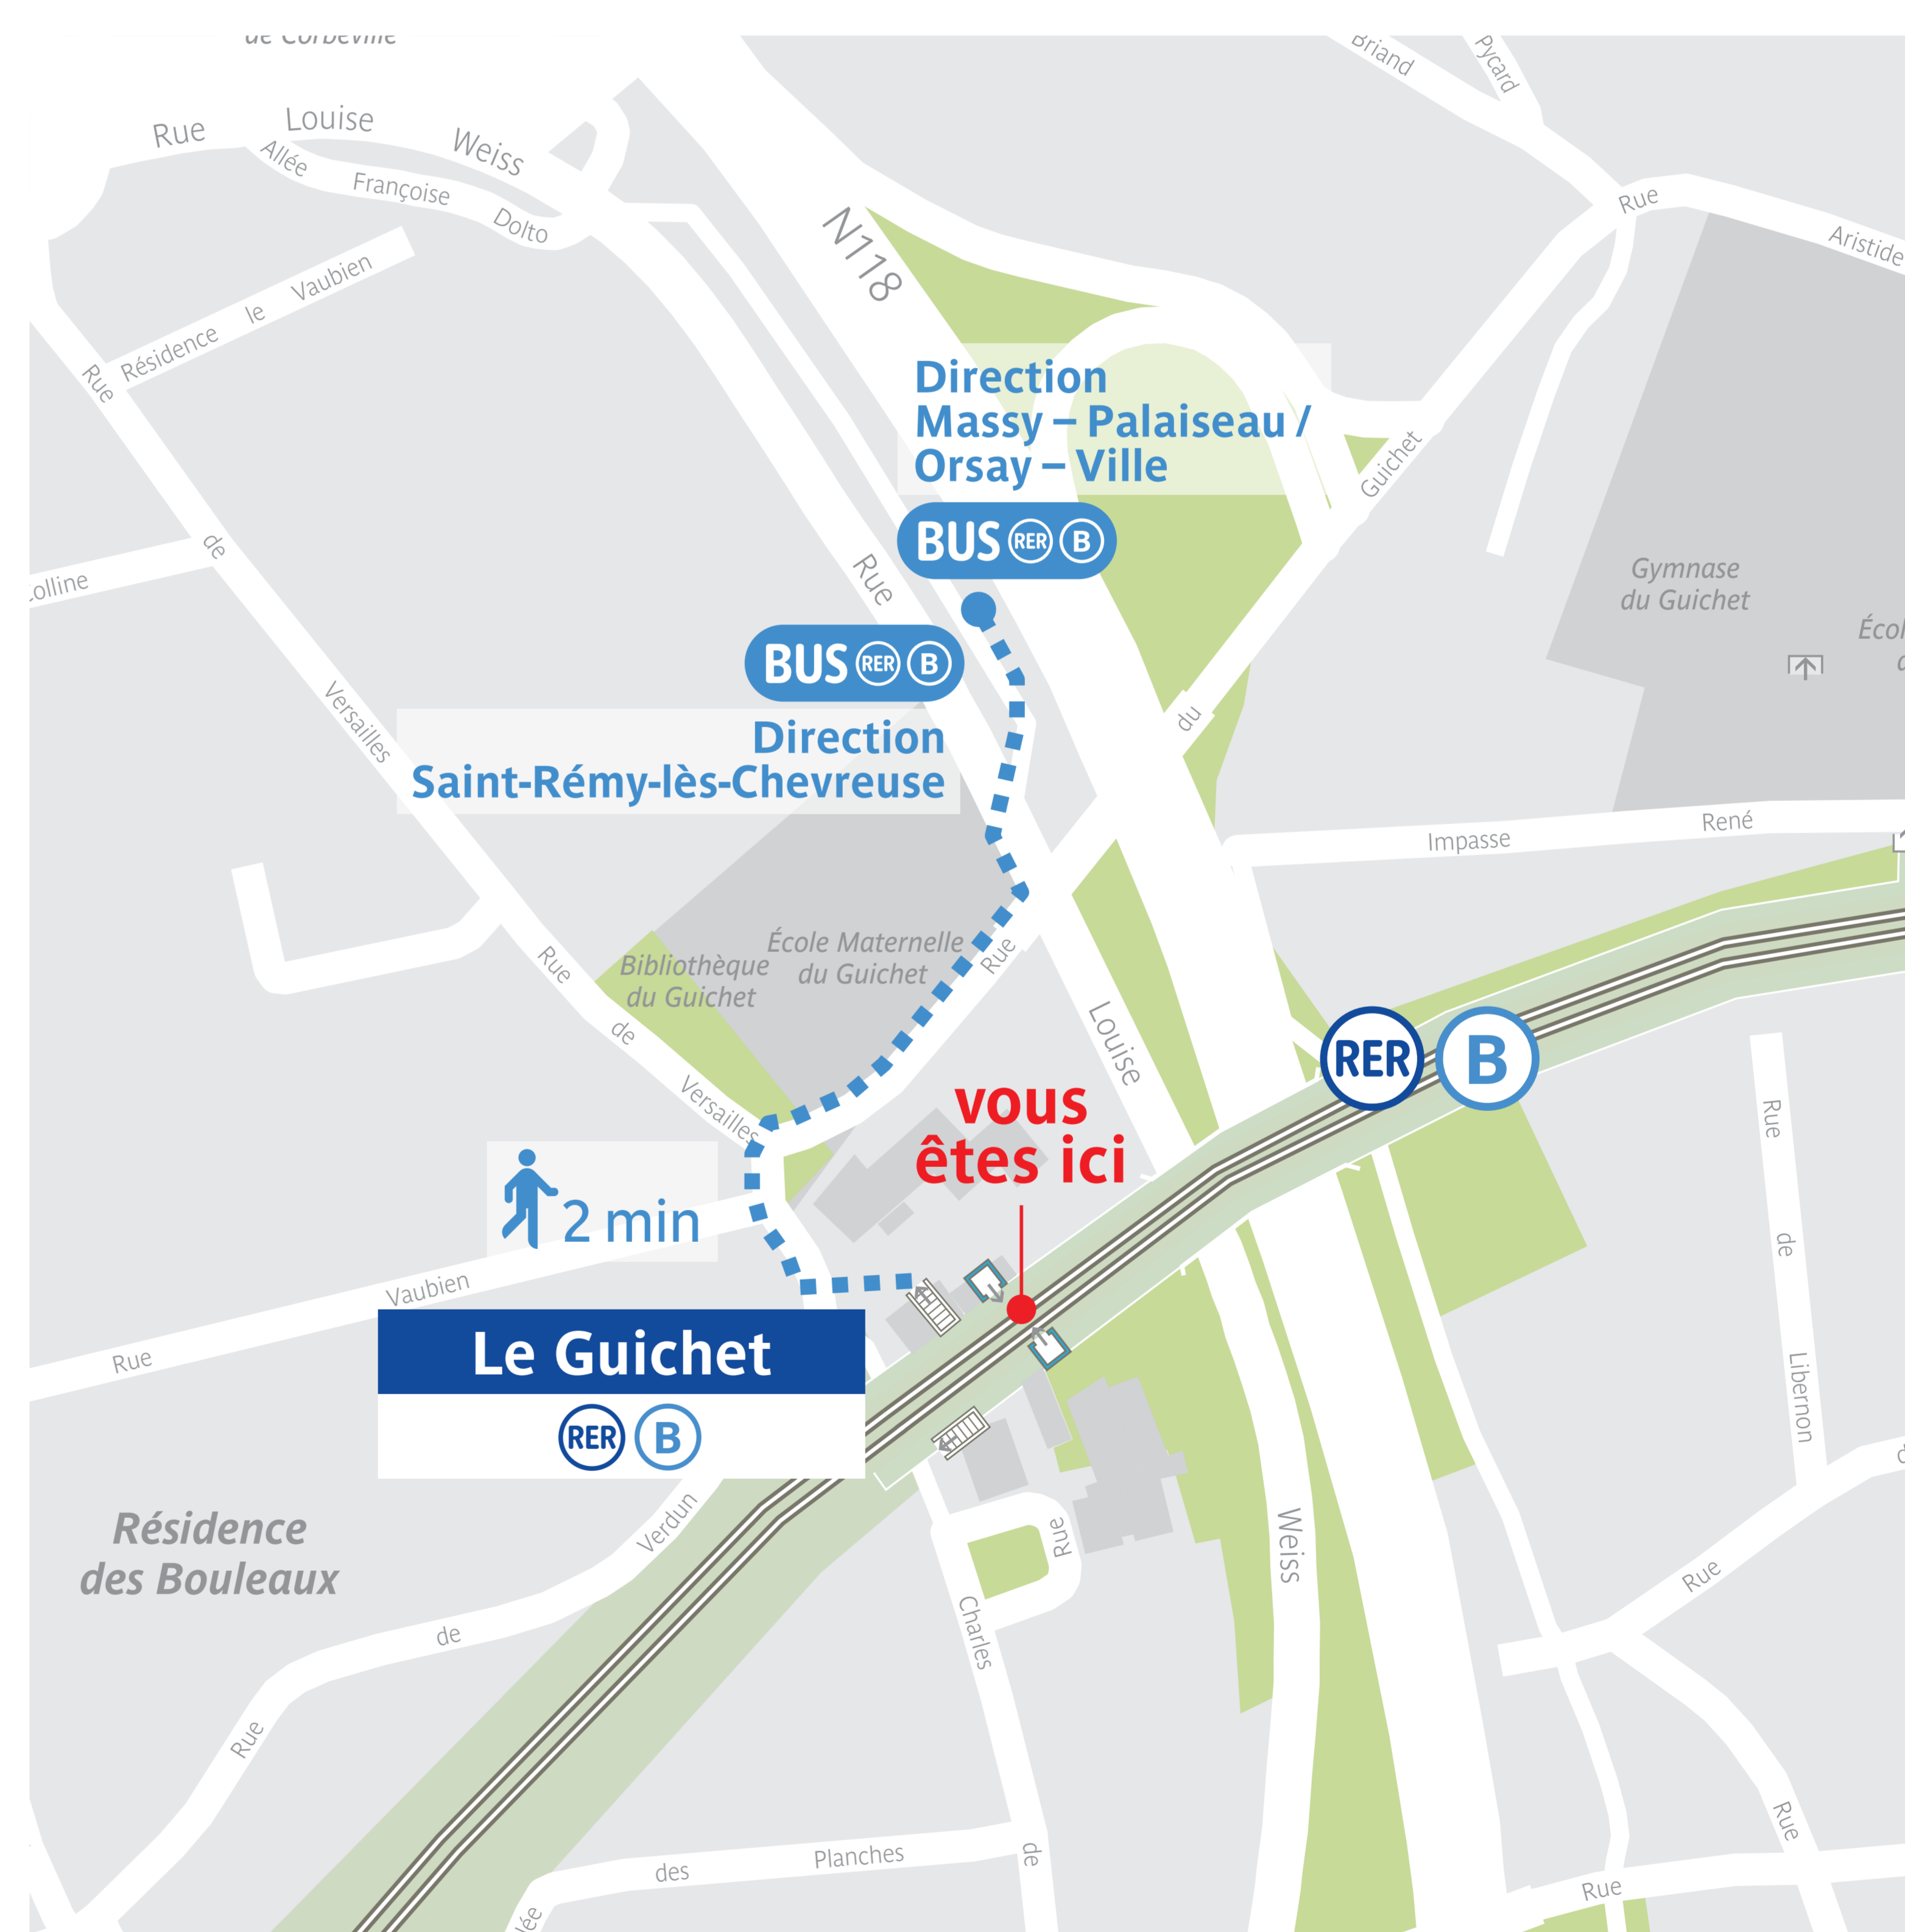 de Corbeville
Briand
Pycard
Rue Louise Weiss
Allée Françoise Dolto
Rue
Aristide
N118
Résidence le Vaubien
Rue
de
Versailles
Direction
Massy – Palaiseau /
Orsay – Ville
BUS RER B
Guichet
Rue
BUS RER B
Direction
Saint-Rémy-lès-Chevreuse
Gymnase
du Guichet
du
Impasse René
École Maternelle
du Guichet
Bibliothèque
du Guichet
Rue
Rue
de
Versailles
Louise
RER B
vous
êtes ici
2 min
Rue Vaubien
Le Guichet
RER B
Rue
de
Libernon
Résidence
des Bouleaux
Rue de Verdun
Rue
Charles
de
Weiss
Rue
Rue
des Planches
Rue